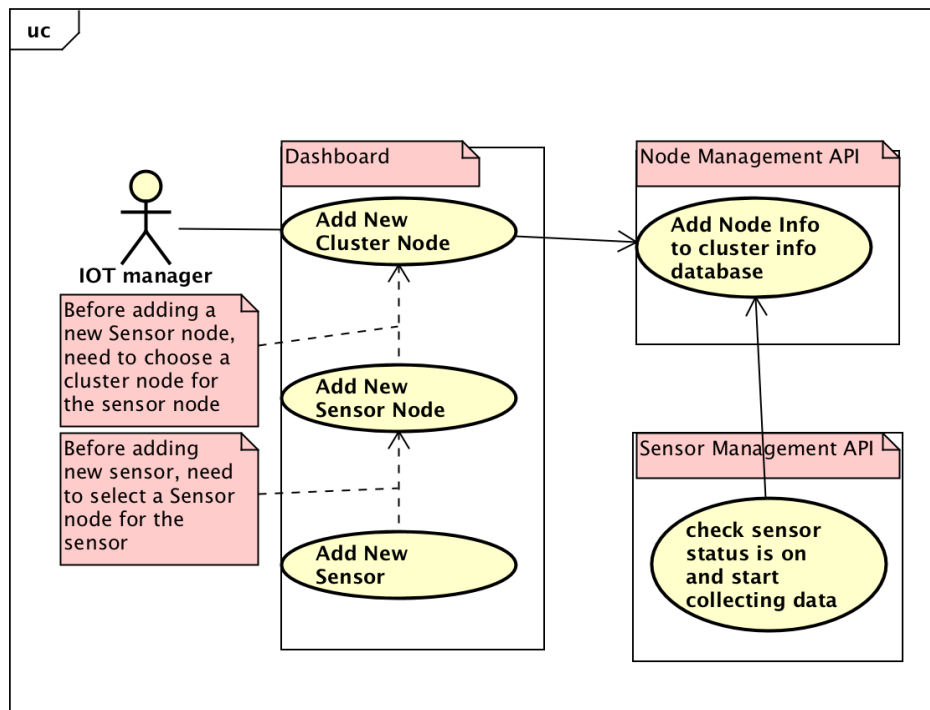 uc
Dashboard
Node Management API
Add New
Cluster Node
Add Node Info
to cluster info
database
IOT manager
Before adding a
new Sensor node,
need to choose a
cluster node for
the sensor node
Add New
Sensor Node
Before adding
new sensor, need
to select a Sensor
node for the
sensor
Sensor Management API
Add New
Sensor
check sensor
status is on
and start
collecting data